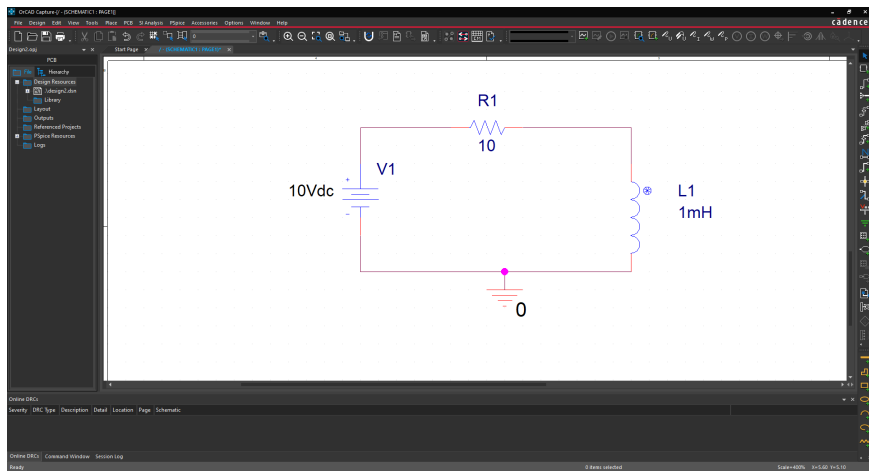 OrCAD Capture-[/ - (SCHEMATIC1 : PAGE1)]
File Design Edit View Tools Place PCB SI Analysis PSpice Accessories Options Window Help
cadence
0
Design2.opj
Start Page
/ - (SCHEMATIC1 : PAGE1)*
PCB
File Hierarchy
Design Resources
.\design2.dsn
Library
Layout
Outputs
Referenced Projects
PSpice Resources
Logs
R1
10
V1
10Vdc
+
-
L1
1mH
0
Online DRCs
Severity DRC Type Description Detail Location Page Schematic
Online DRCs Command Window Session Log
Ready
0 items selected
Scale=400% X=5.60 Y=5.10